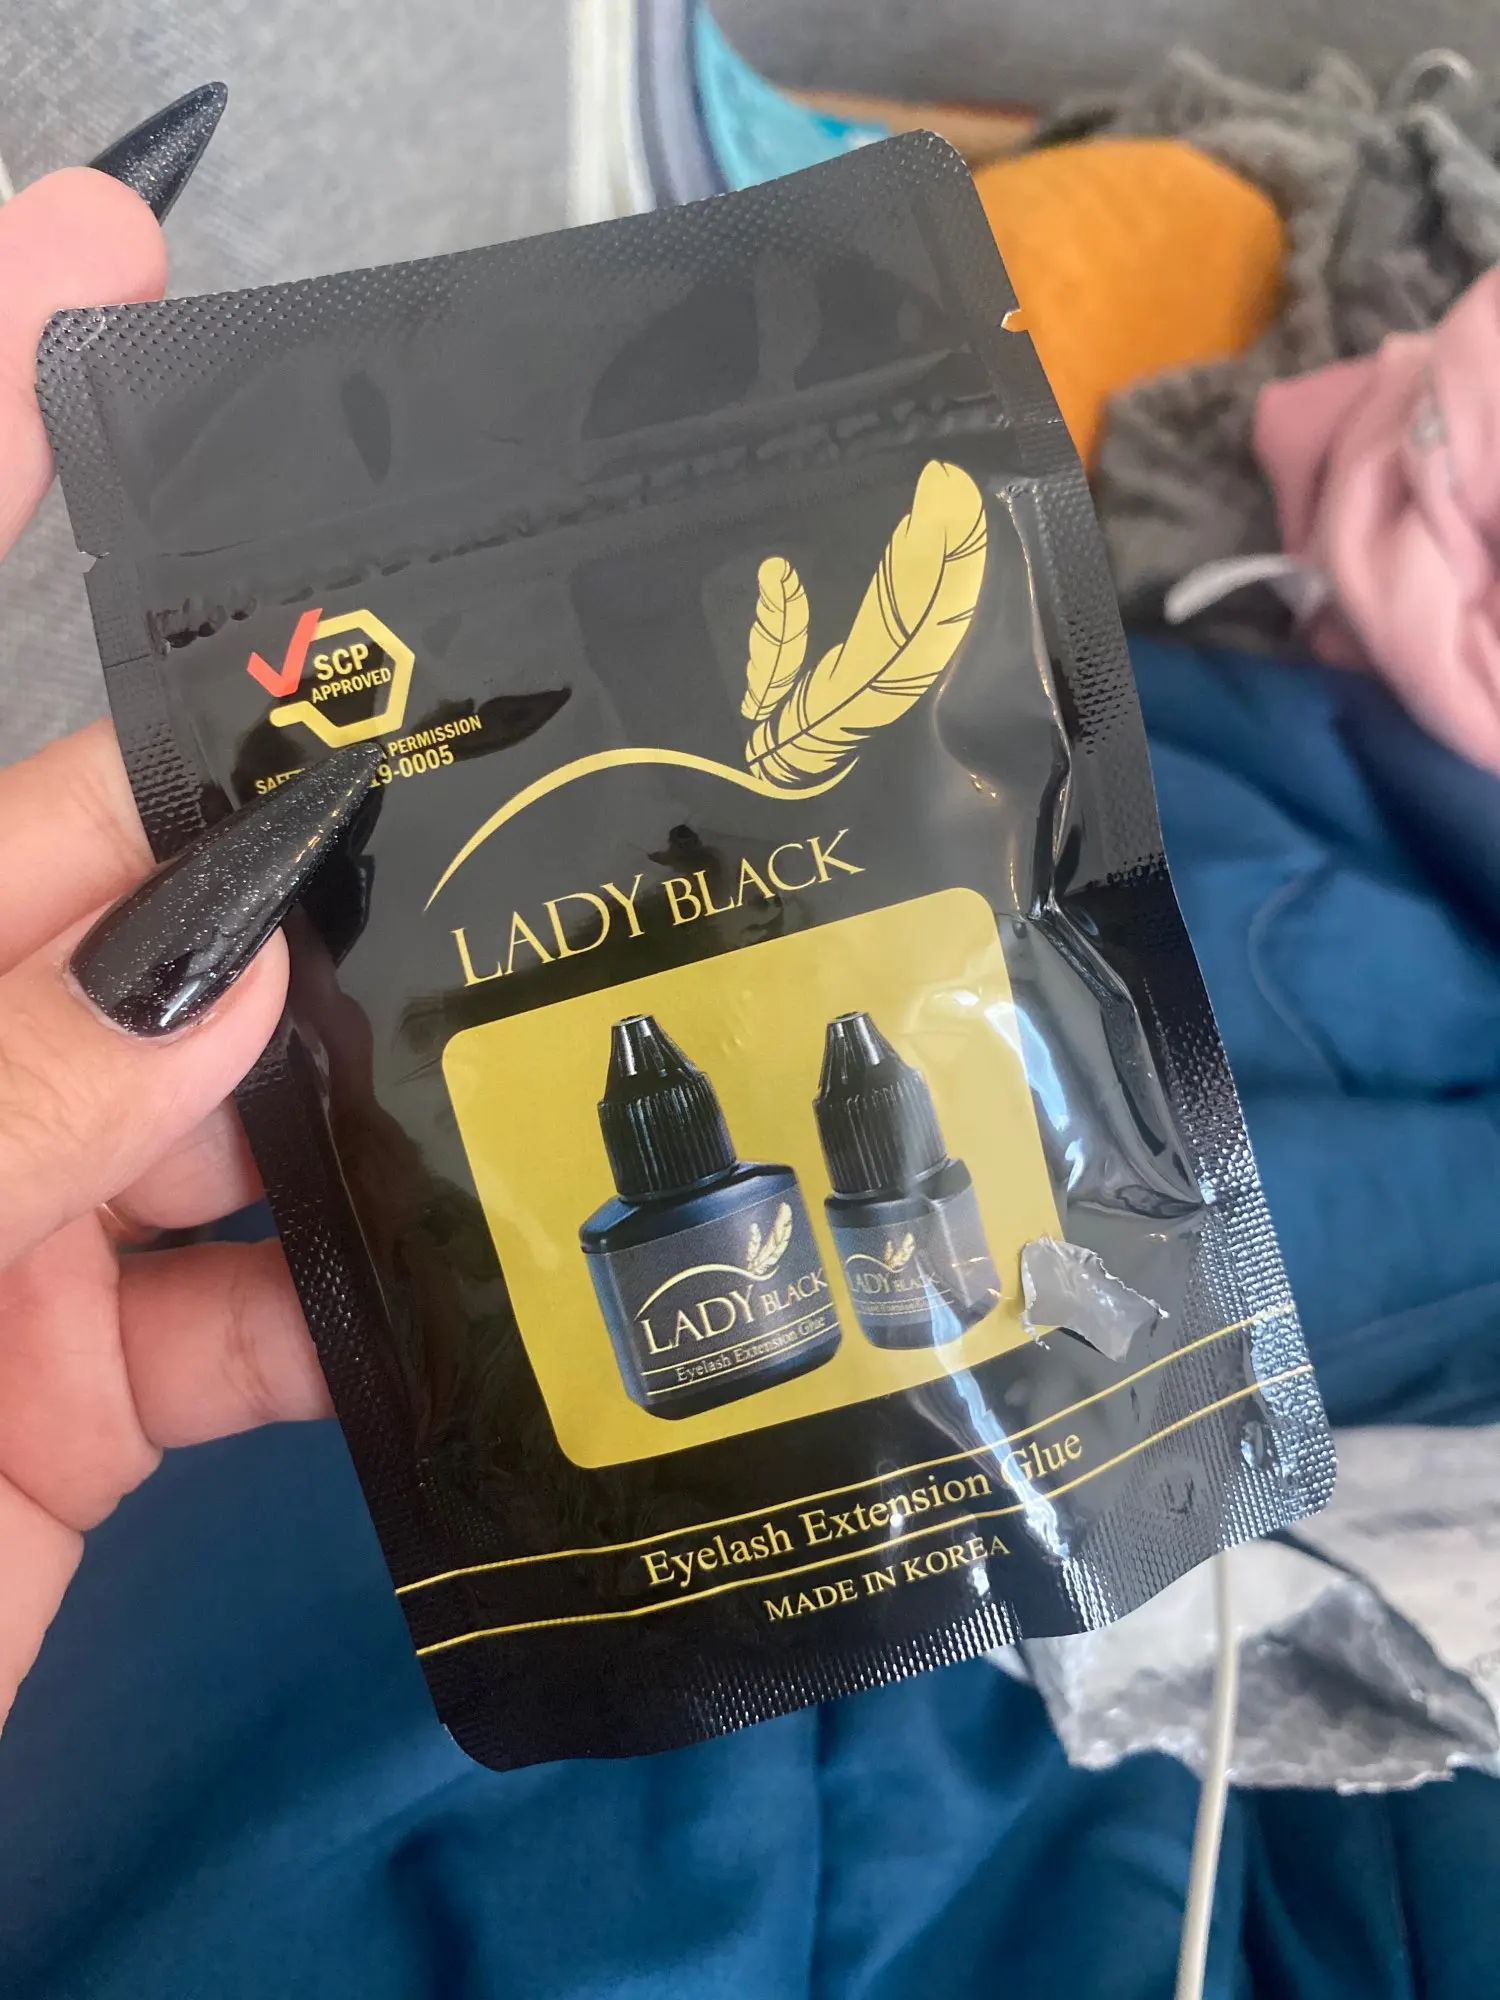 SCP
APPROVED
PERMISSION
9-0005
LADY BLACK
LADY BLACK
Eyelash Extension Glue
LADY BLACK
Eyelash Extension Glue
MADE IN KOREA